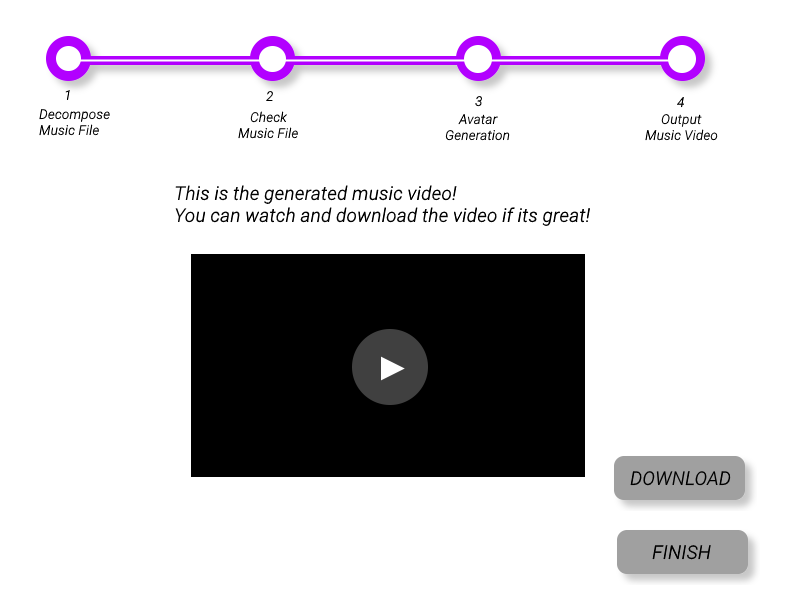 1
Decompose
Music File
2
Check
Music File
3
Avatar
Generation
4
Output
Music Video
This is the generated music video!
You can watch and download the video if its great!
DOWNLOAD
FINISH